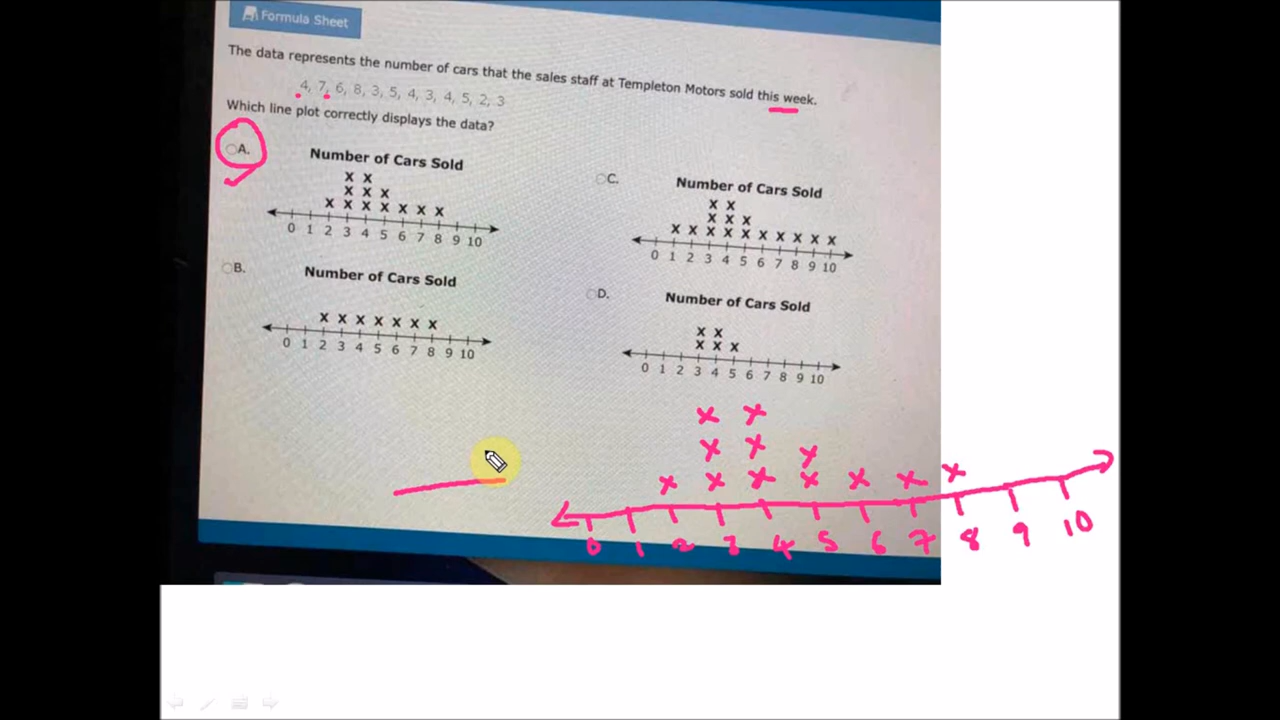 Formula Sheet
The data represents the number of cars that the sales staff at Templeton Motors sold this week.
4, 7, 6, 8, 3, 5, 4, 3, 4, 5, 2, 3
Which line plot correctly displays the data?
A.
Number of Cars Sold
X X
X X X
X X X X X X X
0 1 2 3 4 5 6 7 8 9 10
C.
Number of Cars Sold
X X
X X X
X X X X X X X X X X
0 1 2 3 4 5 6 7 8 9 10
B.
Number of Cars Sold
X X X X X X X
0 1 2 3 4 5 6 7 8 9 10
D.
Number of Cars Sold
X X
X X X
0 1 2 3 4 5 6 7 8 9 10
x x
x x x
x x x x x x x
0 1 2 3 4 5 6 7 8 9 10